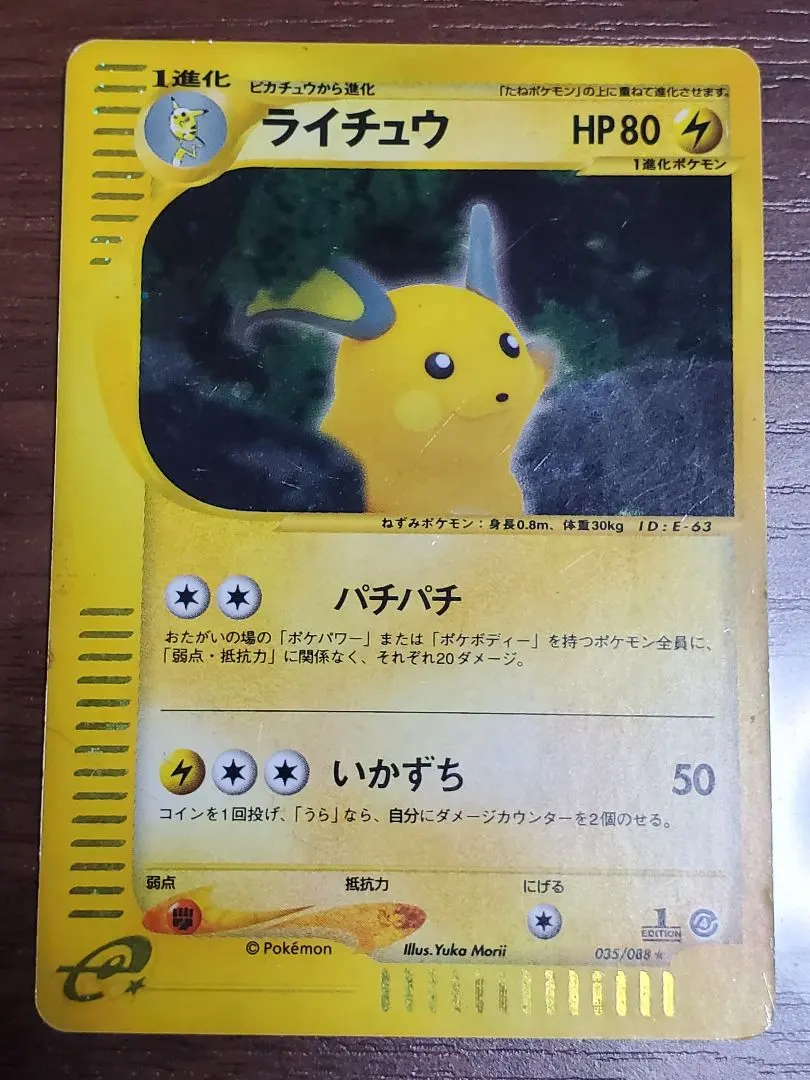 1進化
ピカチュウから進化
「たねポケモン」の上に重ねて進化させます。
ライチュウ
HP80
1進化ポケモン
ねずみポケモン：身長0.8m、体重30kg ID:E-63
パチパチ
おたがいの場の「ポケパワー」または「ポケボディー」を持つポケモン全員に、
「弱点・抵抗力」に関係なく、それぞれ20ダメージ。
いかずち
50
コインを1回投げ、「うら」なら、自分にダメージカウンターを2個のせる。
弱点
抵抗力
にげる
1
EDITION
© Pokémon
Illus.Yuka Morii
035/088
e